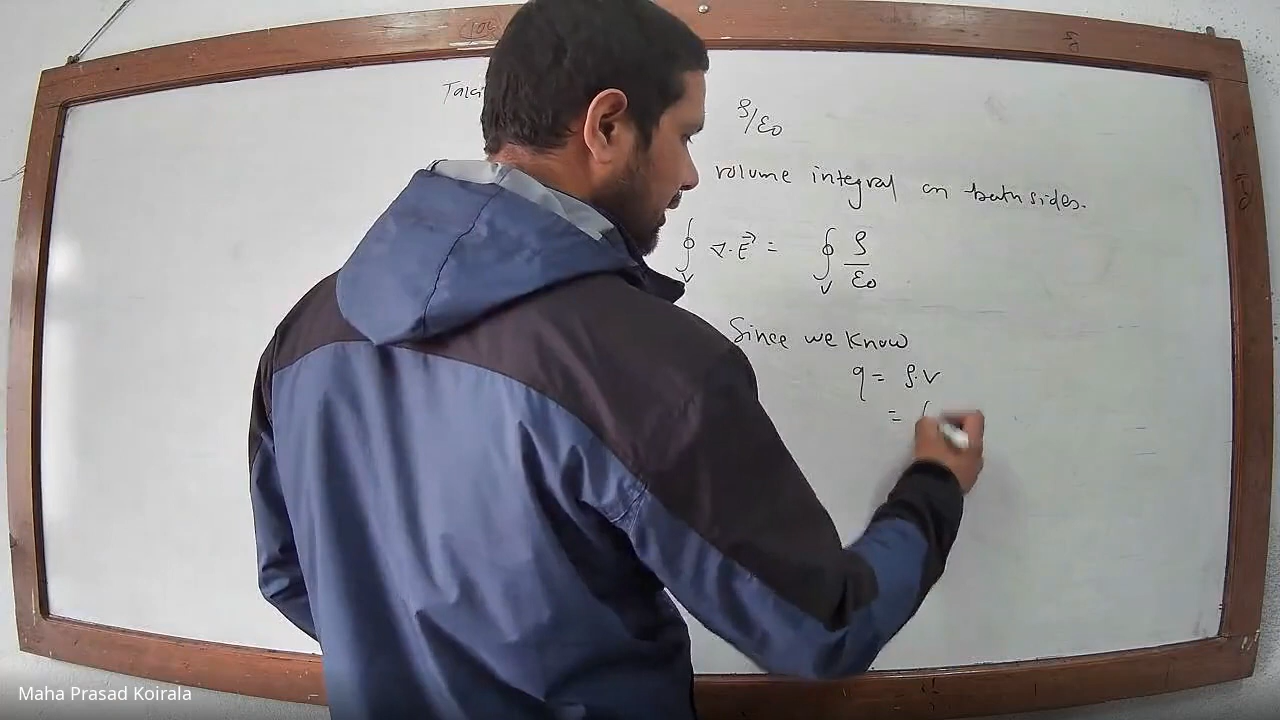 ρ/ε₀
volume integral on both sides.
∮ᵥ ∇·E⃗ = ∮ᵥ ρ/ε₀
Since we know
q = ρ·v
=
Maha Prasad Koirala